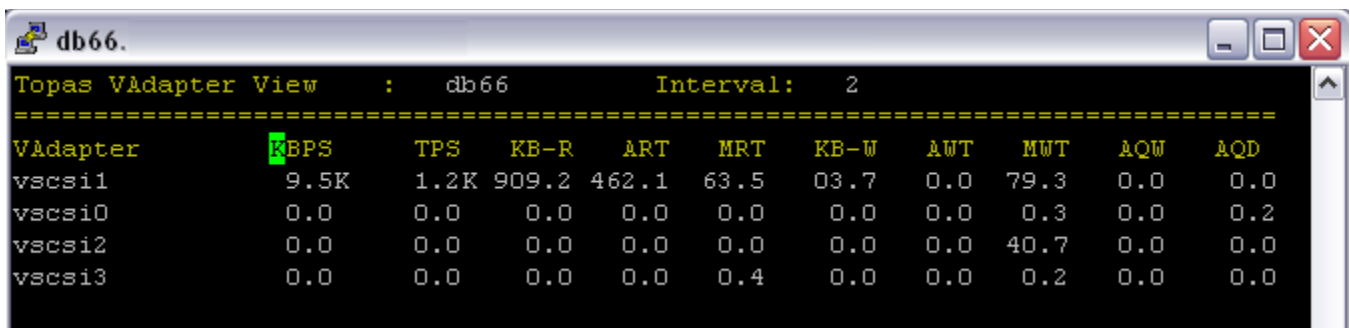 db66.
Topas VAdapter View : db66 Interval: 2
================================================================================
VAdapter KBPS TPS KB-R ART MRT KB-W AWT MWT AQW AQD
vscsi1 9.5K 1.2K 909.2 462.1 63.5 03.7 0.0 79.3 0.0 0.0
vscsi0 0.0 0.0 0.0 0.0 0.0 0.0 0.0 0.3 0.0 0.2
vscsi2 0.0 0.0 0.0 0.0 0.0 0.0 0.0 40.7 0.0 0.0
vscsi3 0.0 0.0 0.0 0.0 0.4 0.0 0.0 0.2 0.0 0.0